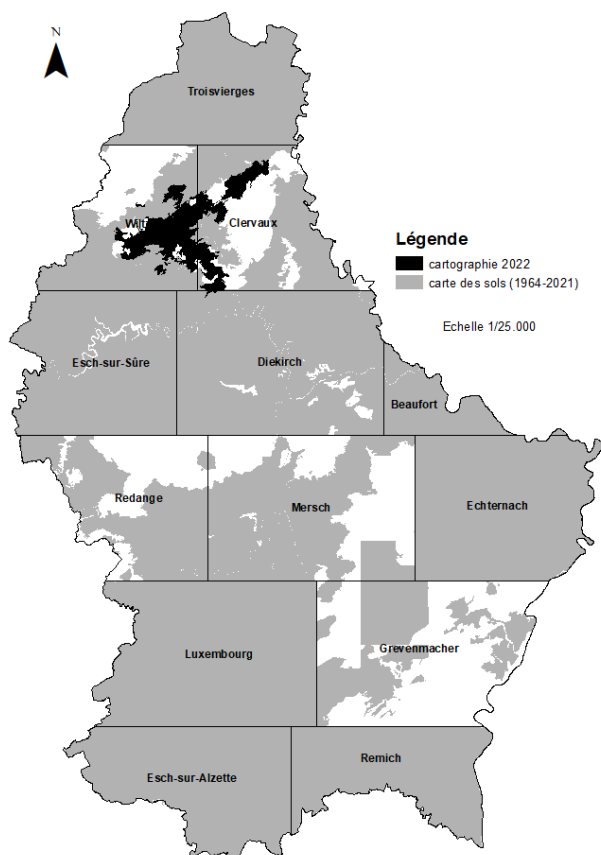 N
Troisvierges
Wilt
Clervaux
Légende
cartographie 2022
carte des sols (1964-2021)
Echelle 1/25.000
Esch-sur-Sûre
Diekirch
Beaufort
Redange
Mersch
Echternach
Luxembourg
Grevenmacher
Esch-sur-Alzette
Remich